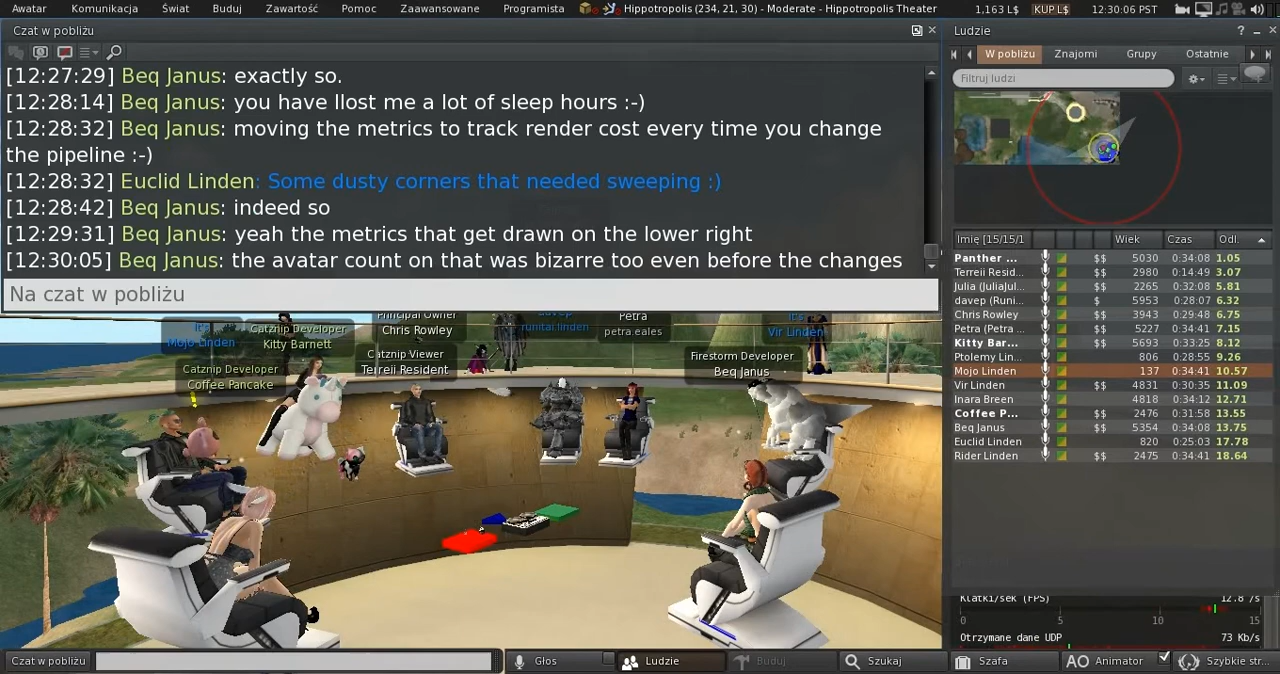 Awatar Komunikacja Świat Buduj Zawartość Pomoc Zaawansowane Programista Hippotropolis (234, 21, 30) - Moderate - Hippotropolis Theater 1,163 L$ KUP L$ 12:30:06 PST
Czat w pobliżu
[12:27:29] Beq Janus: exactly so.
[12:28:14] Beq Janus: you have llost me a lot of sleep hours :-)
[12:28:32] Beq Janus: moving the metrics to track render cost every time you change
the pipeline :-)
[12:28:32] Euclid Linden: Some dusty corners that needed sweeping :)
[12:28:42] Beq Janus: indeed so
[12:29:31] Beq Janus: yeah the metrics that get drawn on the lower right
[12:30:05] Beq Janus: the avatar count on that was bizarre too even before the changes
Na czat w pobliżu
It's
Mojo Linden
Catznip Developer
Kitty Barnett
Principal Owner
Chris Rowley
davep
runitai.linden
Petra
petra.eales
It's
Vir Linden
Catznip Developer
Coffee Pancake
Catznip Viewer
Terreii Resident
Firestorm Developer
Beq Janus
Ludzie ?
W pobliżu Znajomi Grupy Ostatnie
Filtruj ludzi
Imię [15/15/1 Wiek Czas Odl.
Panther ... $$ 5030 0:34:08 1.05
Terreii Resid... $$ 2980 0:14:49 3.07
Julia (JuliaJul... $$ 2265 0:32:08 5.81
davep (Runi... $ 5953 0:28:07 6.32
Chris Rowley $$ 3943 0:29:48 6.75
Petra (Petra ... $$ 5227 0:34:41 7.15
Kitty Bar... $$ 5693 0:33:25 8.12
Ptolemy Lin... 806 0:28:55 9.26
Mojo Linden 137 0:34:41 10.57
Vir Linden $$ 4831 0:30:35 11.09
Inara Breen 4818 0:34:12 12.71
Coffee P... $$ 2476 0:31:58 13.55
Beq Janus $$ 5354 0:34:08 13.75
Euclid Linden 820 0:25:03 17.78
Rider Linden $$ 2475 0:34:41 18.64
Klatki/sek (FPS) 12.8 /s
0 5 10 15
Otrzymane dane UDP 73 Kb/s
Czat w pobliżu Głos Ludzie Buduj Szukaj Szafa AO Animator Szybkie str...